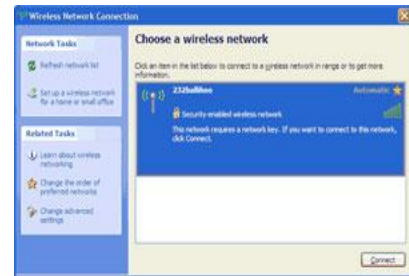 Wireless Network Connection
Network Tasks
Refresh network list
Set up a wireless network
for a home or small office
Related Tasks
Learn about wireless
networking
Change the order of
preferred networks
Change advanced
settings
Choose a wireless network
Click an item in the list below to connect to a wireless network in range or to get more
information.
Automatic
Security-enabled wireless network
This network requires a network key. If you want to connect to this network,
click Connect.
Connect